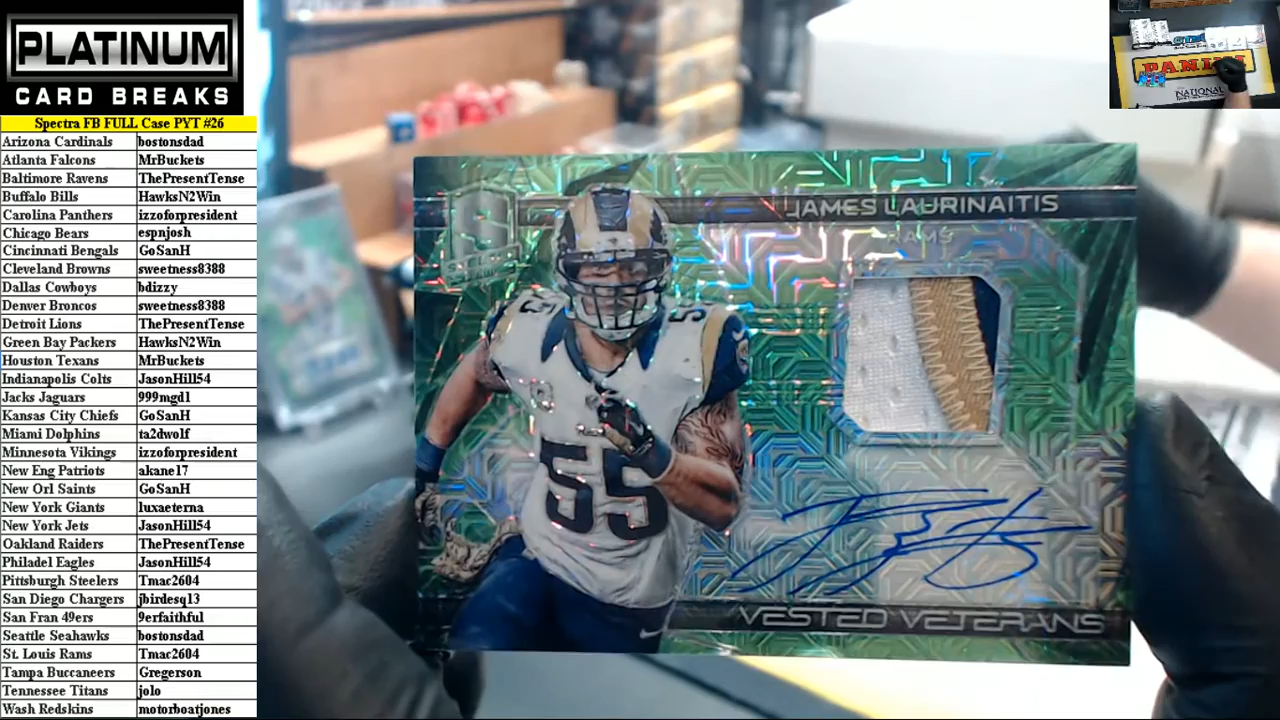 PLATINUM
CARD BREAKS
Spectra FB FULL Case PYT #26
Arizona Cardinals bostonsdad
Atlanta Falcons MrBuckets
Baltimore Ravens ThePresentTense
Buffalo Bills HawksN2Win
Carolina Panthers izzoforpresident
Chicago Bears espnjosh
Cincinnati Bengals GoSanH
Cleveland Browns sweetness8388
Dallas Cowboys bdizzy
Denver Broncos sweetness8388
Detroit Lions ThePresentTense
Green Bay Packers HawksN2Win
Houston Texans MrBuckets
Indianapolis Colts JasonHill54
Jacks Jaguars 999mgd1
Kansas City Chiefs GoSanH
Miami Dolphins ta2dwolf
Minnesota Vikings izzoforpresident
New Eng Patriots akane17
New Orl Saints GoSanH
New York Giants luxaeterna
New York Jets JasonHill54
Oakland Raiders ThePresentTense
Philadel Eagles JasonHill54
Pittsburgh Steelers Tmac2604
San Diego Chargers jbirdesq13
San Fran 49ers 9erfaithful
Seattle Seahawks bostonsdad
St. Louis Rams Tmac2604
Tampa Buccaneers Gregerson
Tennessee Titans jolo
Wash Redskins motorboatjones
JAMES LAURINAITIS
RAMS
55
55
VESTED VETERANS
PANINI
NATIONAL